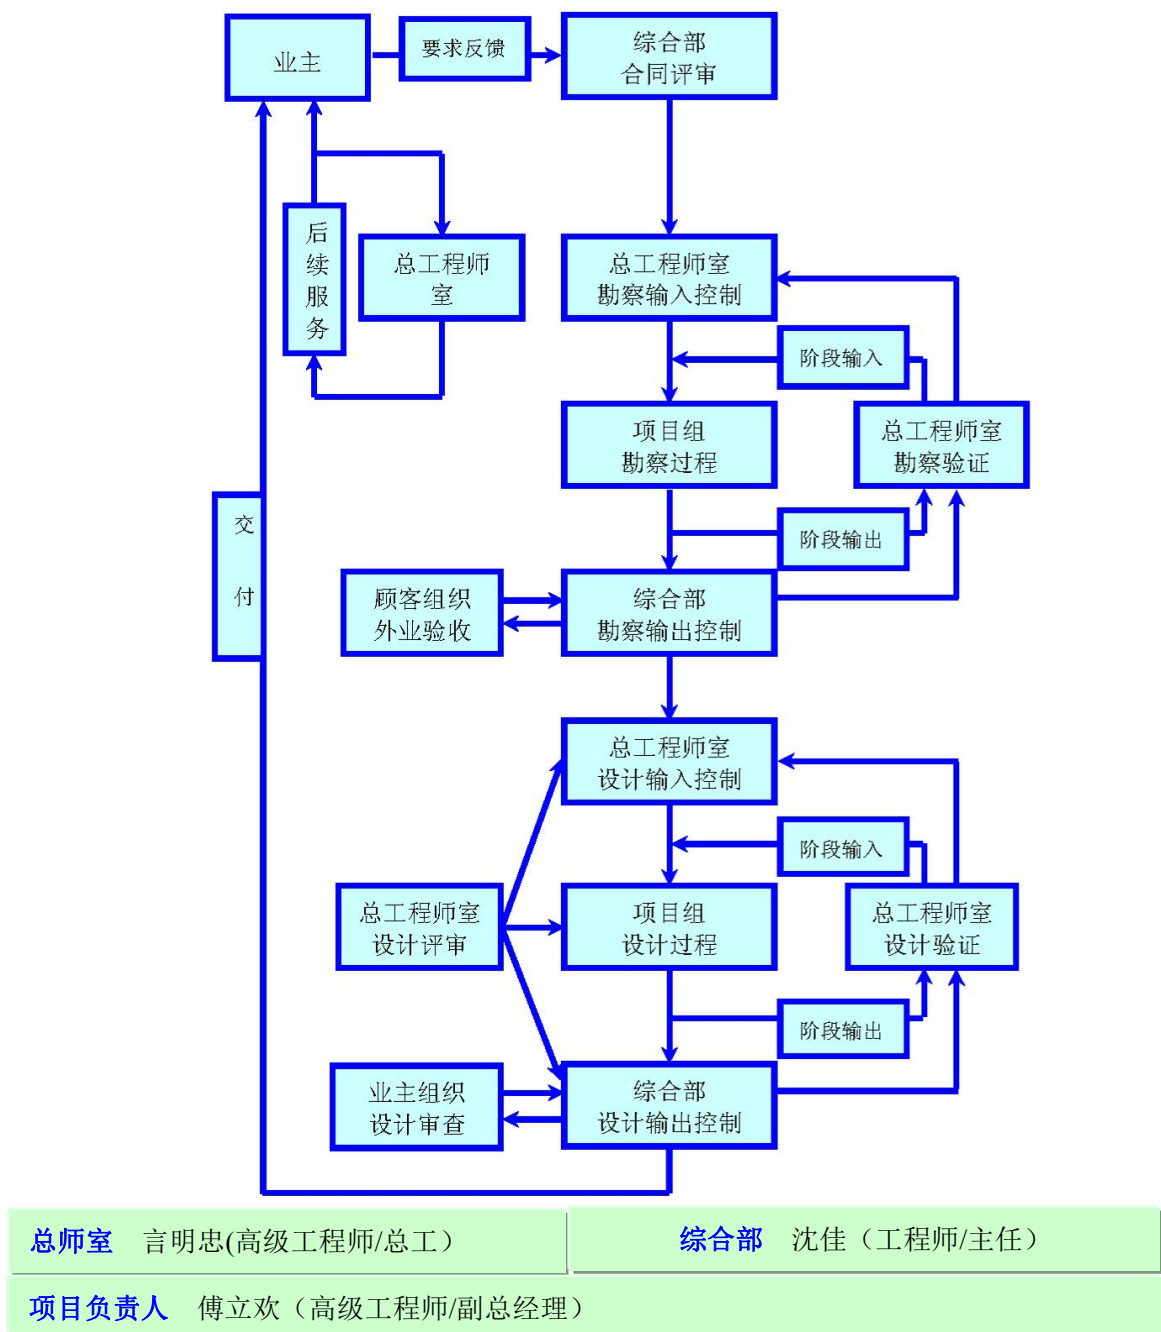 业主
要求反馈
综合部
合同评审
后
续
服
务
总工程师
室
总工程师室
勘察输入控制
阶段输入
项目组
勘察过程
总工程师室
勘察验证
交
付
阶段输出
顾客组织
外业验收
综合部
勘察输出控制
总工程师室
设计输入控制
阶段输入
总工程师室
设计评审
项目组
设计过程
总工程师室
设计验证
阶段输出
业主组织
设计审查
综合部
设计输出控制
总师室 言明忠(高级工程师/总工）
综合部 沈佳（工程师/主任）
项目负责人 傅立欢（高级工程师/副总经理）